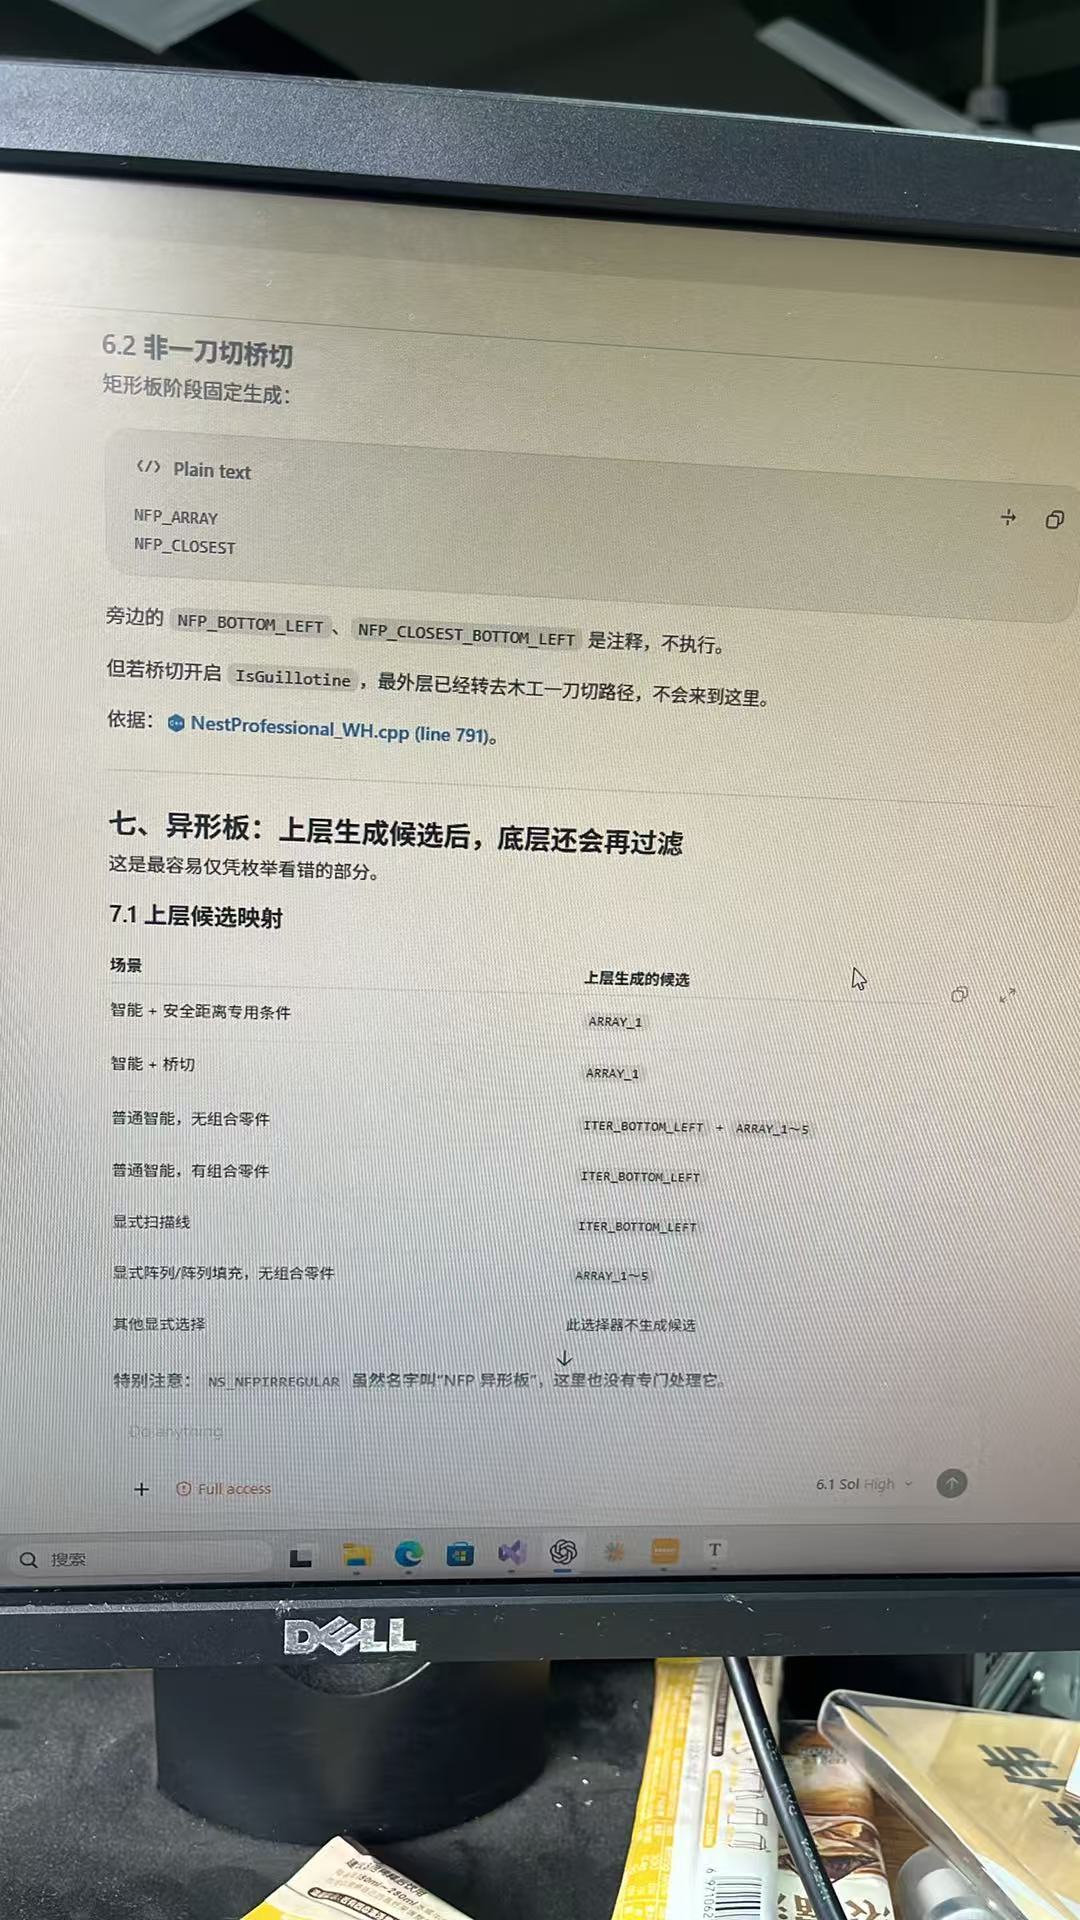 6.2 非一刀切桥切
矩形板阶段固定生成：
</> Plain text
NFP_ARRAY
NFP_CLOSEST
旁边的 NFP_BOTTOM_LEFT 、 NFP_CLOSEST_BOTTOM_LEFT 是注释，不执行。
但若桥切开启 IsGuillotine ，最外层已经转去木工一刀切路径，不会来到这里。
依据： NestProfessional_WH.cpp (line 791)。
七、异形板：上层生成候选后，底层还会再过滤
这是最容易仅凭枚举看错的部分。
7.1 上层候选映射
场景 上层生成的候选
智能 + 安全距离专用条件 ARRAY_1
智能 + 桥切 ARRAY_1
普通智能，无组合零件 ITER_BOTTOM_LEFT + ARRAY_1～5
普通智能，有组合零件 ITER_BOTTOM_LEFT
显式扫描线 ITER_BOTTOM_LEFT
显式阵列/阵列填充，无组合零件 ARRAY_1～5
其他显式选择 此选择器不生成候选
特别注意： NS_NFPIRREGULAR 虽然名字叫“NFP 异形板”，这里也没有专门处理它。
Do anything
+ Full access 6.1 Sol High
搜索
T
DELL